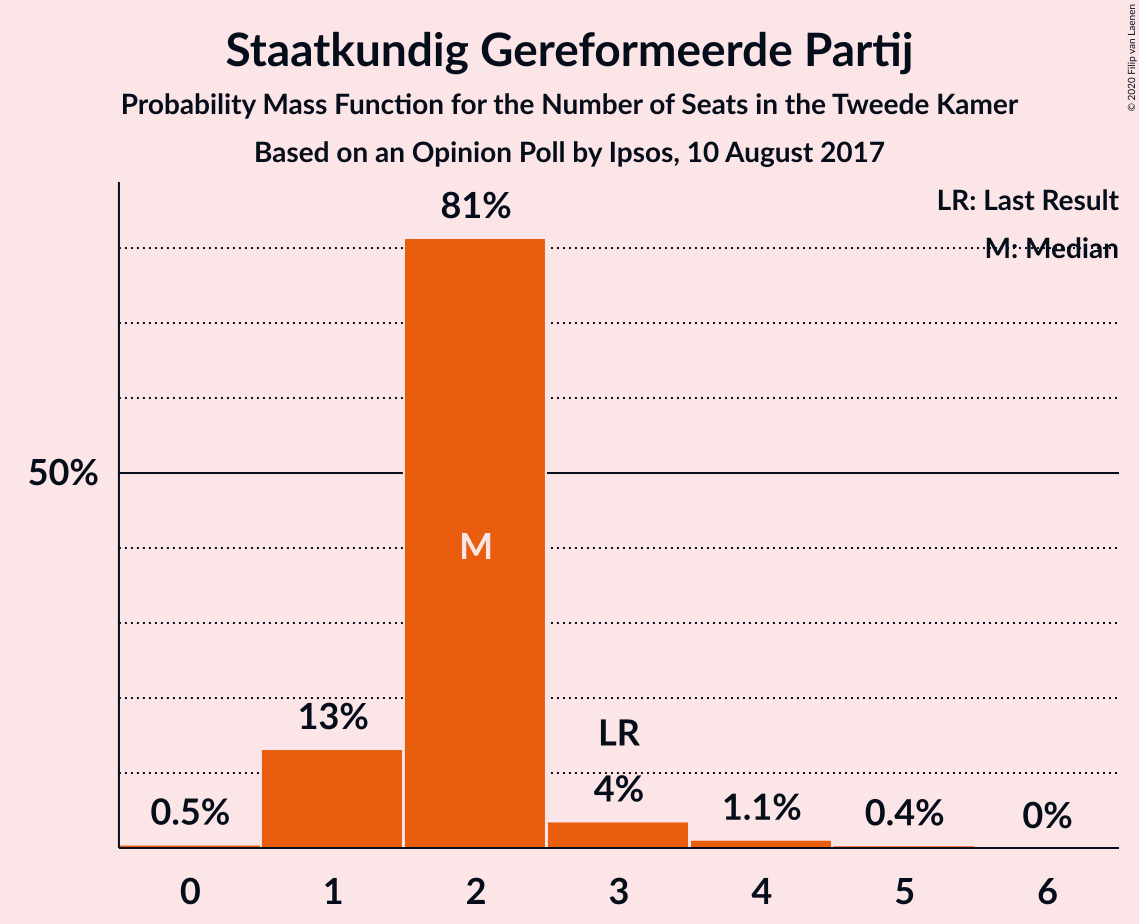 Staatkundig Gereformeerde Partij
Probability Mass Function for the Number of Seats in the Tweede Kamer
Based on an Opinion Poll by Ipsos, 10 August 2017
© 2020 Filip van Laenen
LR: Last Result
M: Median
81%
50%
M
13%
LR
0.5%
4%
1.1%
0.4%
0%
0 1 2 3 4 5 6